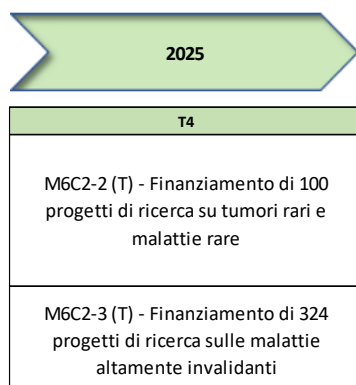 2025
T4
M6C2-2 (T) - Finanziamento di 100
progetti di ricerca su tumori rari e
malattie rare
M6C2-3 (T) - Finanziamento di 324
progetti di ricerca sulle malattie
altamente invalidanti